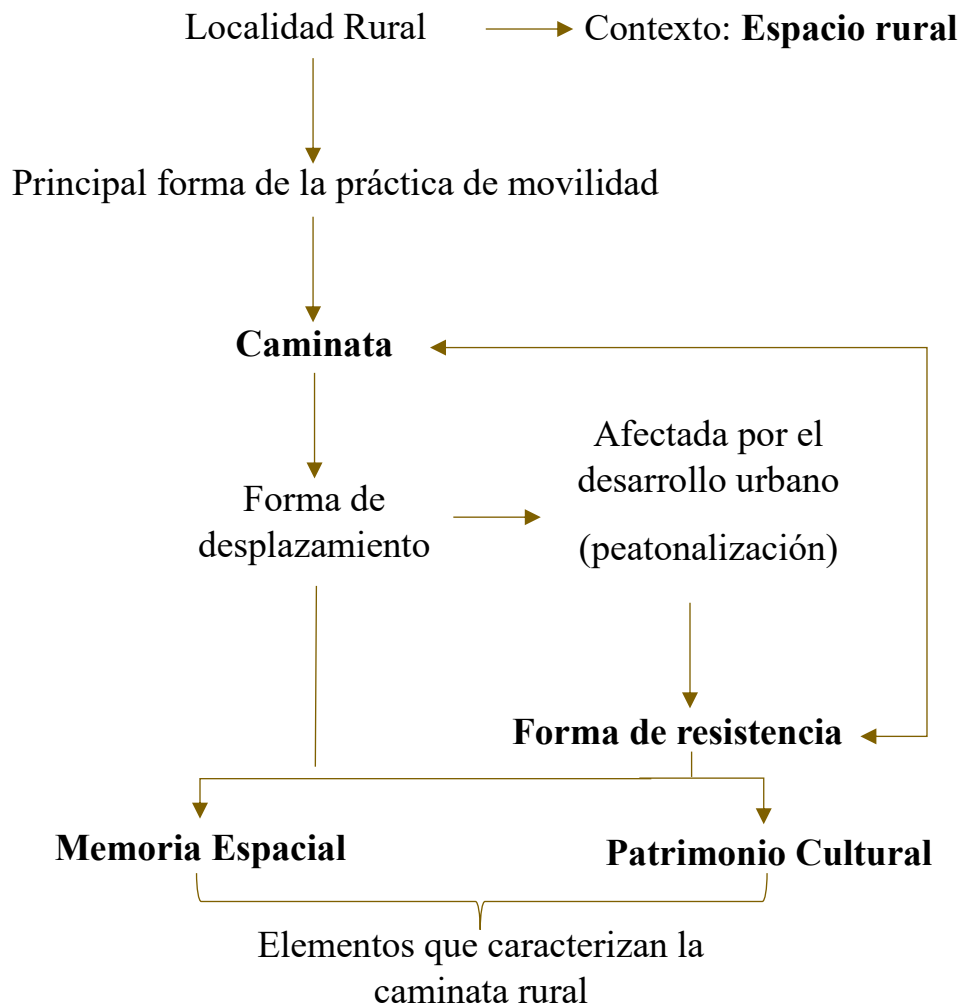 Localidad Rural
Contexto: Espacio rural
Principal forma de la práctica de movilidad
Caminata
Forma de
desplazamiento
Afectada por el
desarrollo urbano
(peatonalización)
Forma de resistencia
Memoria Espacial
Patrimonio Cultural
Elementos que caracterizan la
caminata rural